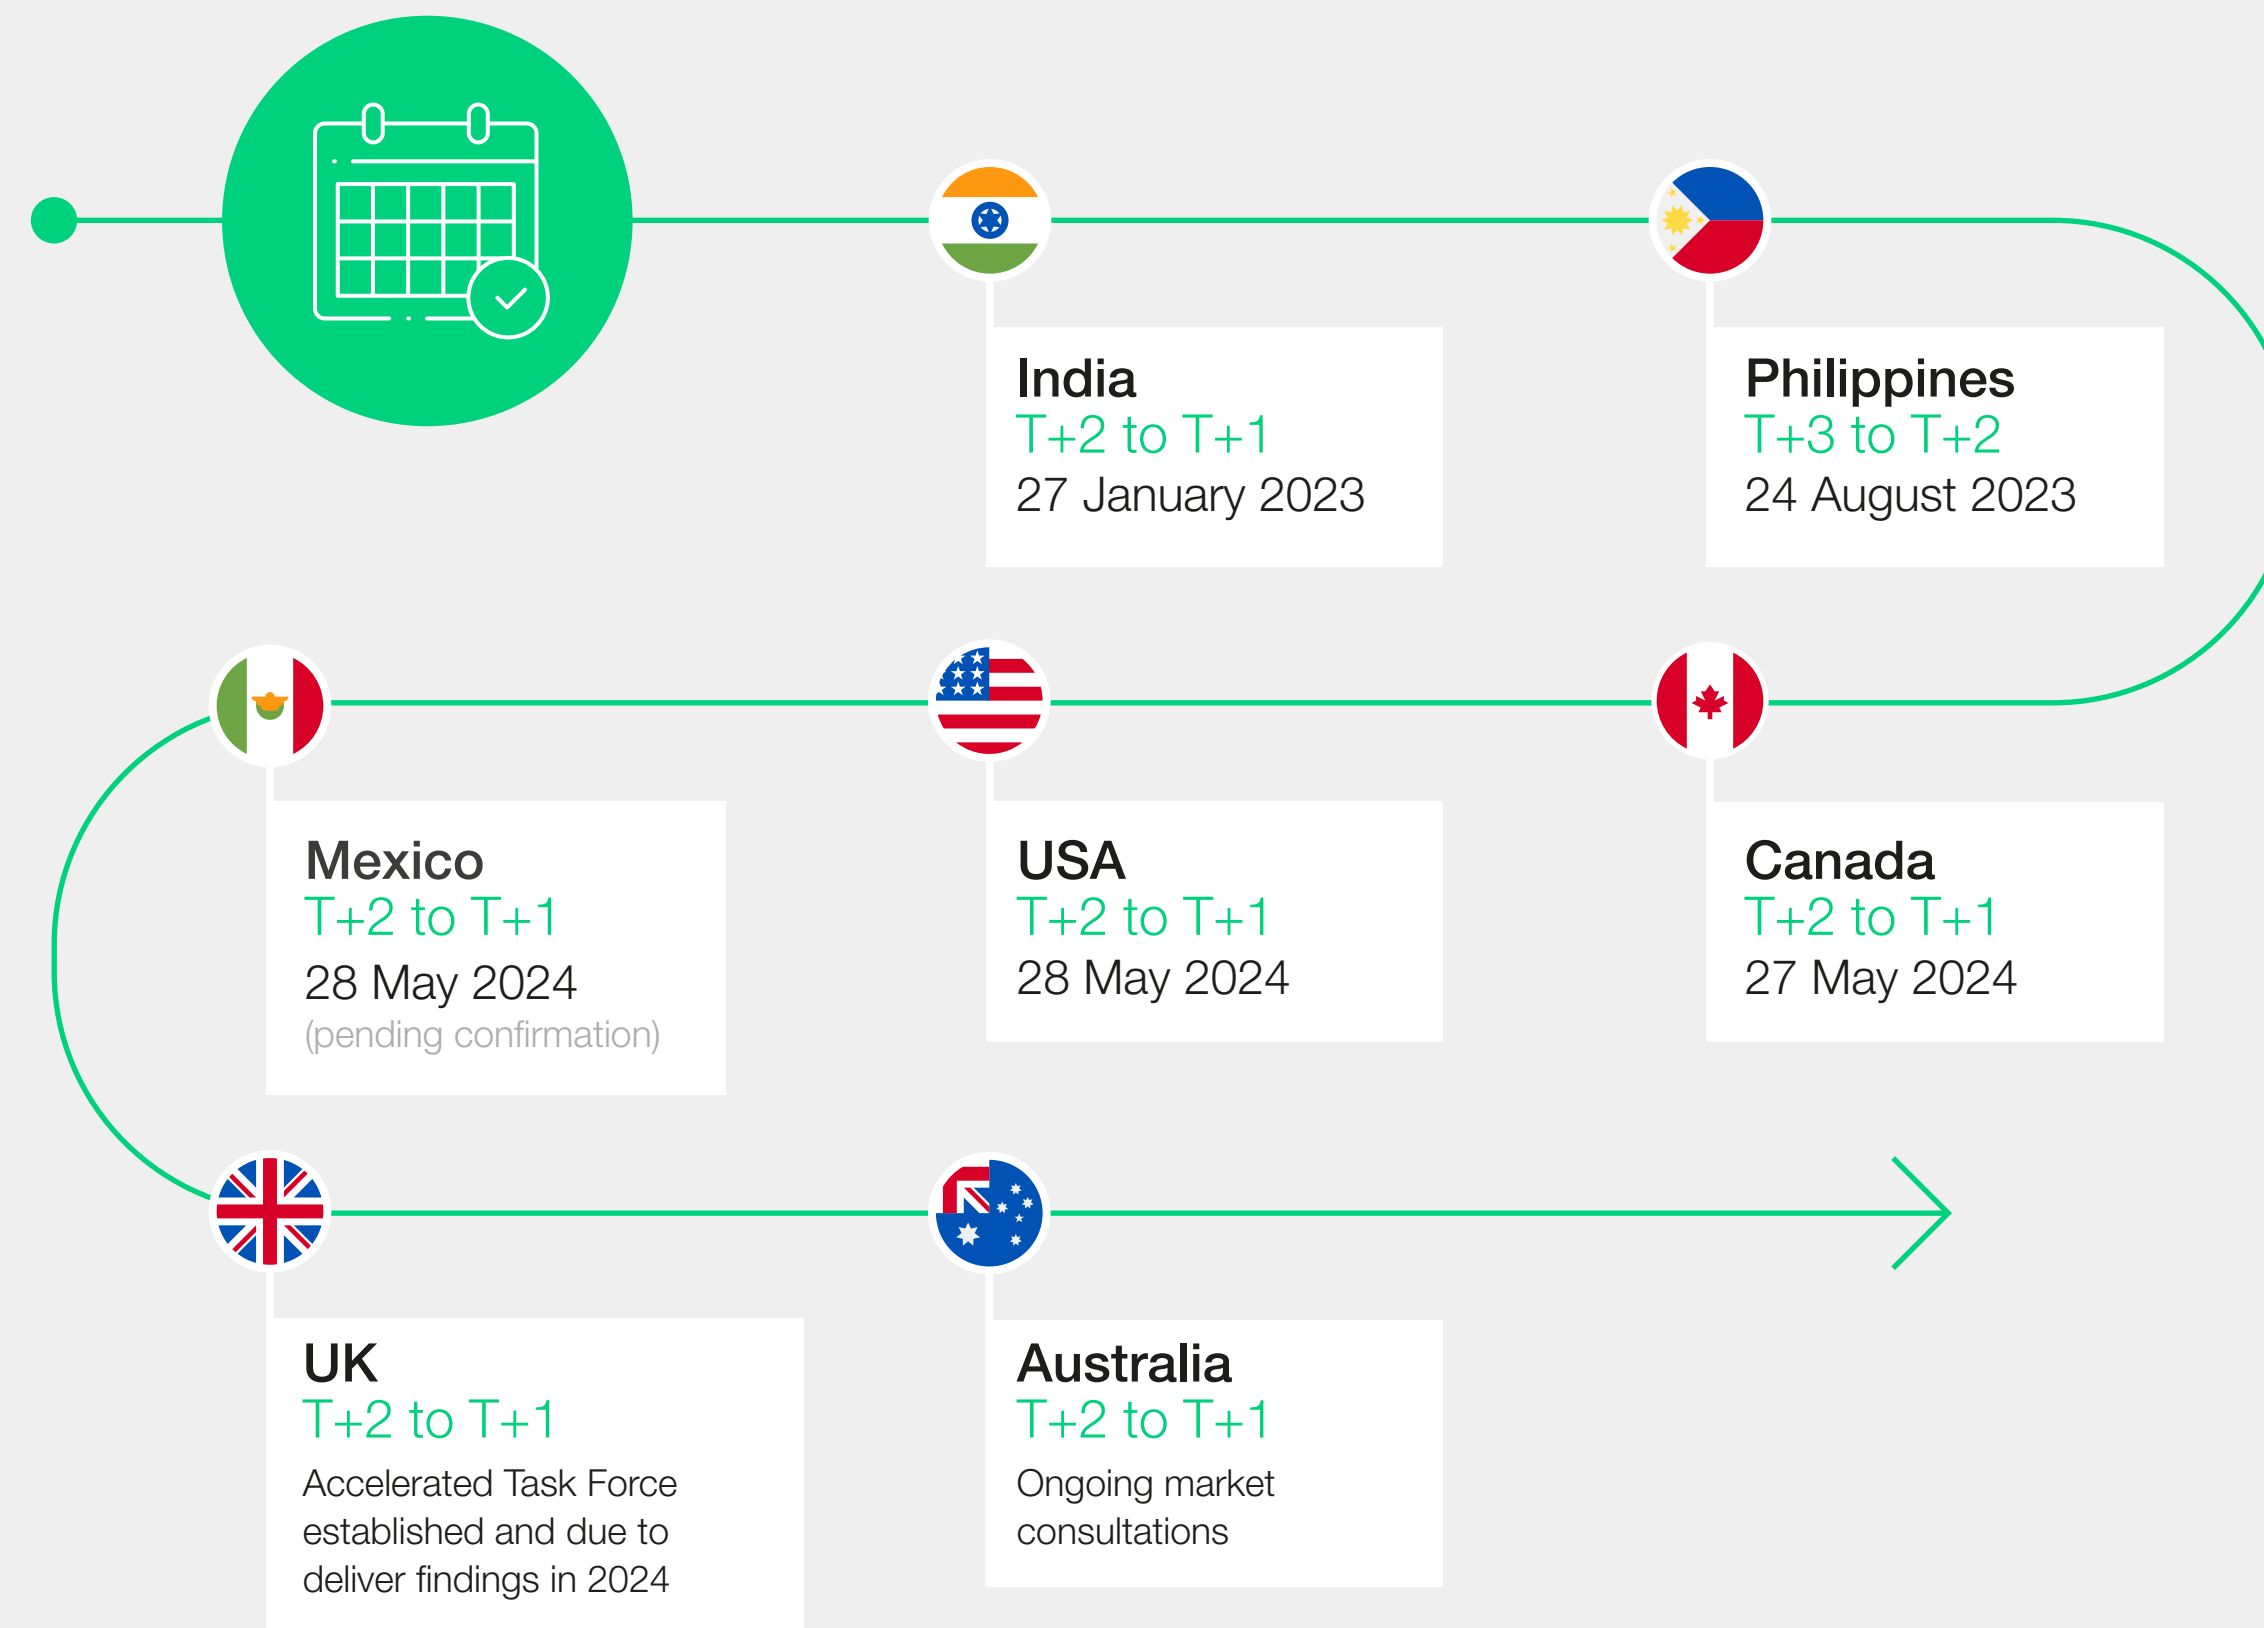 India
T+2 to T+1
27 January 2023
Philippines
T+3 to T+2
24 August 2023
Canada
T+2 to T+1
27 May 2024
USA
T+2 to T+1
28 May 2024
Mexico
T+2 to T+1
28 May 2024
(pending confirmation)
UK
T+2 to T+1
Accelerated Task Force
established and due to
deliver findings in 2024
Australia
T+2 to T+1
Ongoing market
consultations